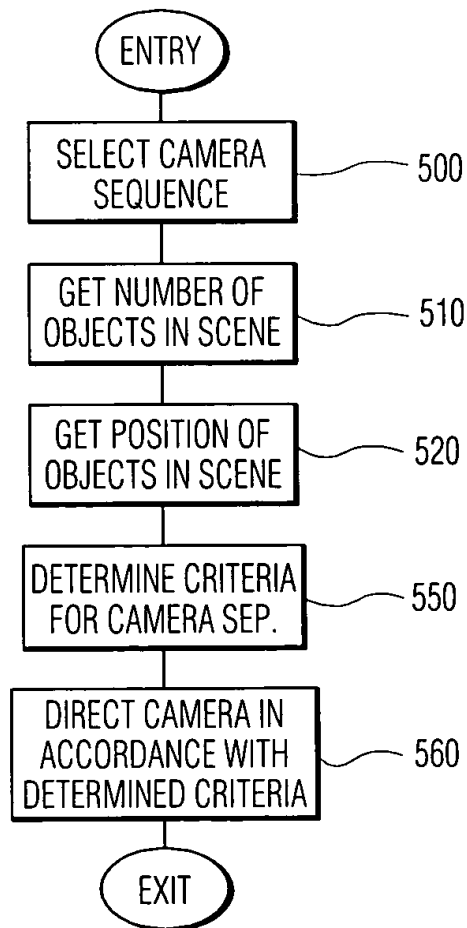 ENTRY
SELECT CAMERA
SEQUENCE
500
GET NUMBER OF
OBJECTS IN SCENE
510
GET POSITION OF
OBJECTS IN SCENE
520
DETERMINE CRITERIA
FOR CAMERA SEP.
550
DIRECT CAMERA IN
ACCORDANCE WITH
DETERMINED CRITERIA
560
EXIT